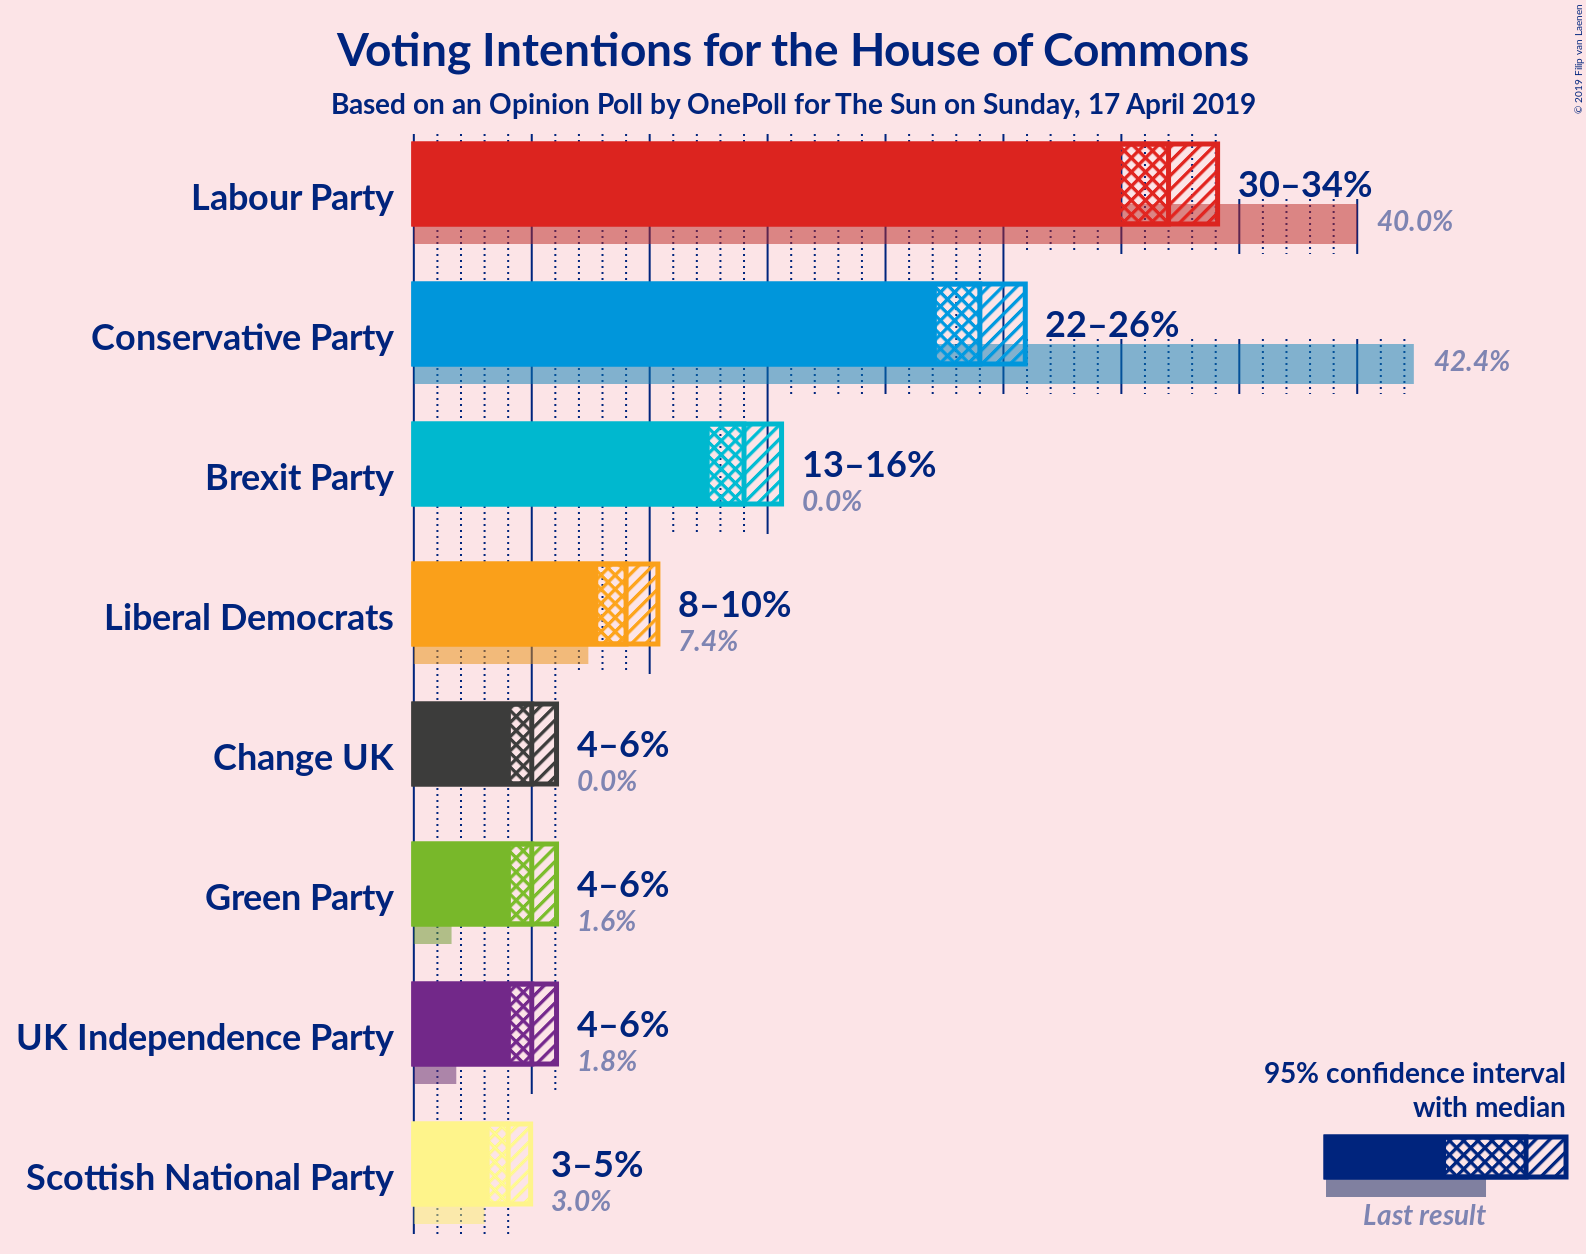 Voting Intentions for the House of Commons
Based on an Opinion Poll by OnePoll for The Sun on Sunday, 17 April 2019
© 2019 Filip van Laenen
Labour Party
30–34%
40.0%
Conservative Party
22–26%
42.4%
Brexit Party
13–16%
0.0%
Liberal Democrats
8–10%
7.4%
Change UK
4–6%
0.0%
Green Party
4–6%
1.6%
UK Independence Party
4–6%
1.8%
Scottish National Party
3–5%
3.0%
95% confidence interval
with median
Last result